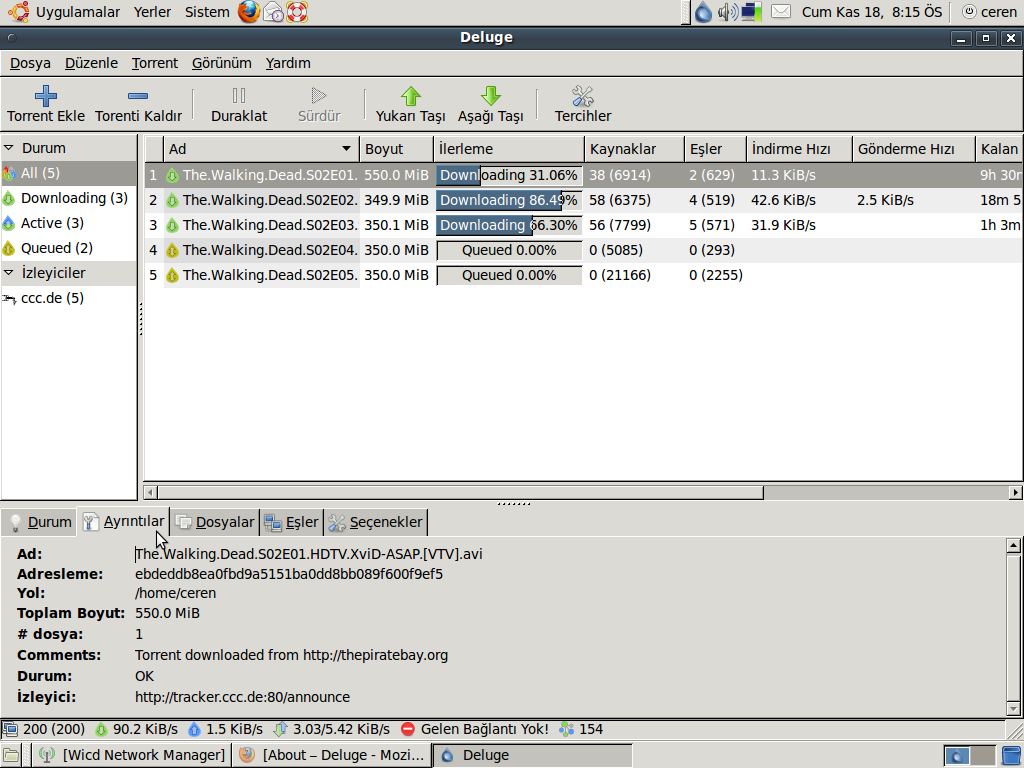 Uygulamalar Yerler Sistem Cum Kas 18, 8:15 ÖS ceren
Deluge
Dosya Düzenle Torrent Görünüm Yardım
Torrent Ekle Torenti Kaldır Duraklat Sürdür Yukarı Taşı Aşağı Taşı Tercihler
Durum
All (5)
Downloading (3)
Active (3)
Queued (2)
İzleyiciler
ccc.de (5)
Ad Boyut İlerleme Kaynaklar Eşler İndirme Hızı Gönderme Hızı Kalan
1 The.Walking.Dead.S02E01. 550.0 MiB Downloading 31.06% 38 (6914) 2 (629) 11.3 KiB/s 9h 30m
2 The.Walking.Dead.S02E02. 349.9 MiB Downloading 86.49% 58 (6375) 4 (519) 42.6 KiB/s 2.5 KiB/s 18m 5
3 The.Walking.Dead.S02E03. 350.1 MiB Downloading 66.30% 56 (7799) 5 (571) 31.9 KiB/s 1h 3m
4 The.Walking.Dead.S02E04. 350.0 MiB Queued 0.00% 0 (5085) 0 (293)
5 The.Walking.Dead.S02E05. 350.0 MiB Queued 0.00% 0 (21166) 0 (2255)
Durum Ayrıntılar Dosyalar Eşler Seçenekler
Ad: The.Walking.Dead.S02E01.HDTV.XviD-ASAP.[VTV].avi
Adresleme: ebdeddb8ea0fbd9a5151ba0dd8bb089f600f9ef5
Yol: /home/ceren
Toplam Boyut: 550.0 MiB
# dosya: 1
Comments: Torrent downloaded from http://thepiratebay.org
Durum: OK
İzleyici: http://tracker.ccc.de:80/announce
200 (200) 90.2 KiB/s 1.5 KiB/s 3.03/5.42 KiB/s Gelen Bağlantı Yok! 154
[Wicd Network Manager] [About – Deluge - Mozi... Deluge